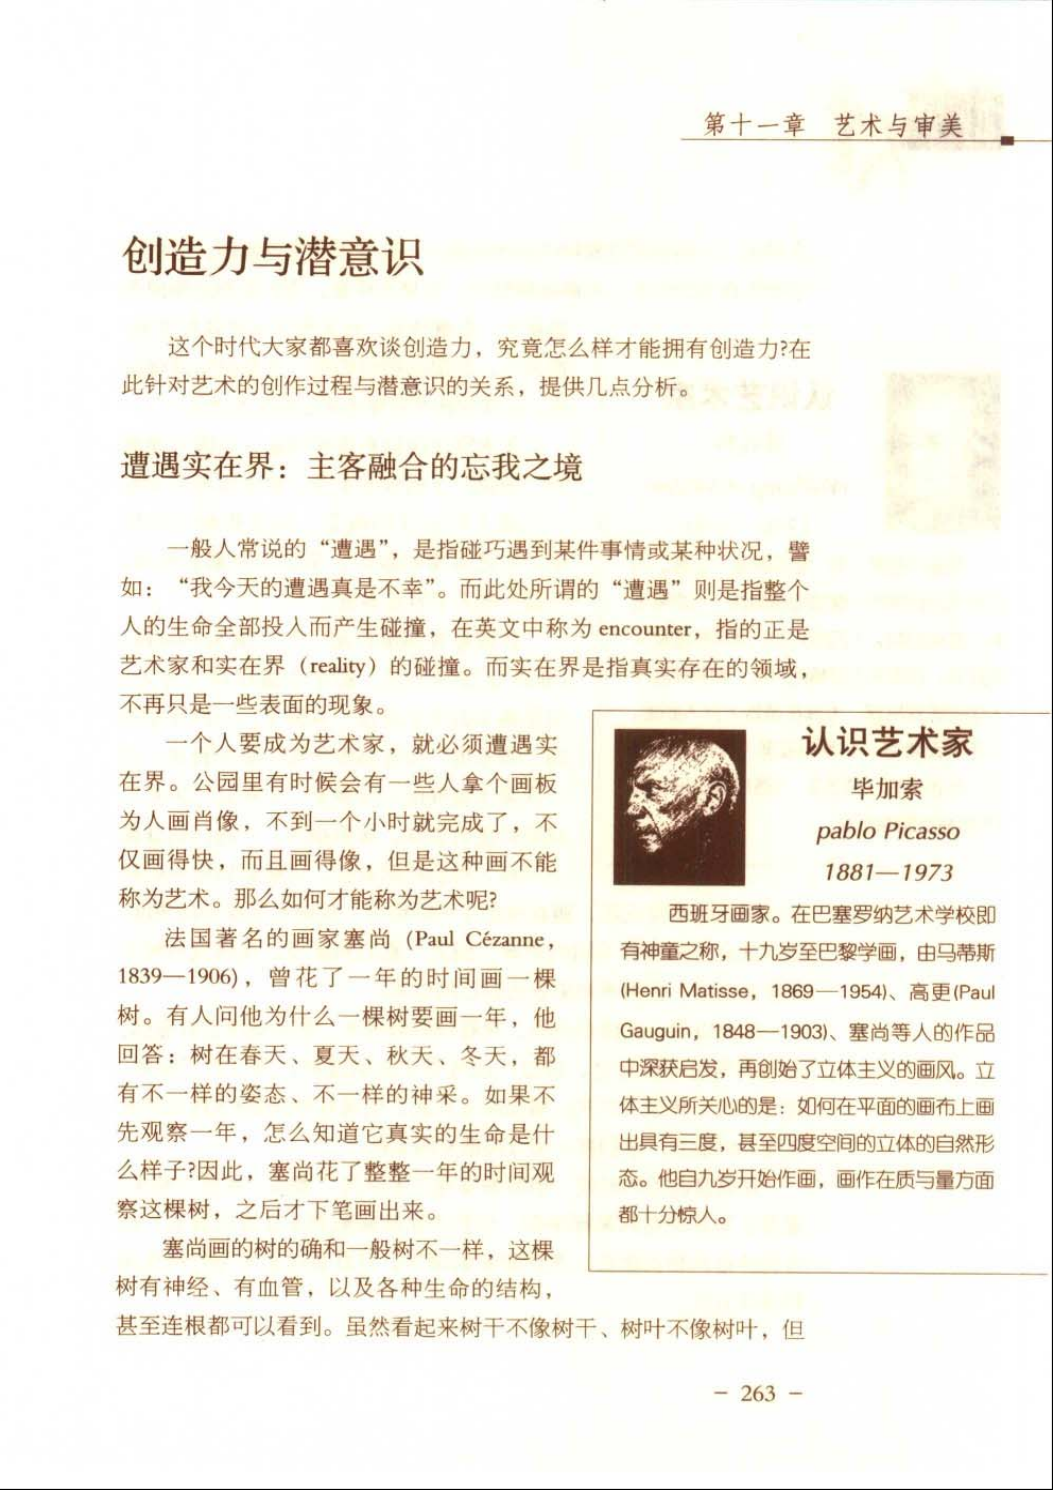 第十一章 艺术与审美
创造力与潜意识
这个时代大家都喜欢谈创造力，究竟怎么样才能拥有创造力?在
此针对艺术的创作过程与潜意识的关系，提供几点分析。
遭遇实在界：主客融合的忘我之境
一般人常说的“遭遇”，是指碰巧遇到某件事情或某种状况，譬
如：“我今天的遭遇真是不幸”。而此处所谓的“遭遇”则是指整个
人的生命全部投入而产生碰撞，在英文中称为 encounter，指的正是
艺术家和实在界（reality）的碰撞。而实在界是指真实存在的领域，
不再只是一些表面的现象。
一个人要成为艺术家，就必须遭遇实
在界。公园里有时候会有一些人拿个画板
为人画肖像，不到一个小时就完成了，不
仅画得快，而且画得像，但是这种画不能
称为艺术。那么如何才能称为艺术呢?
法国著名的画家塞尚 (Paul Cézanne，
1839—1906)，曾花了一年的时间画一棵
树。有人问他为什么一棵树要画一年，他
回答：树在春天、夏天、秋天、冬天，都
有不一样的姿态、不一样的神采。如果不
先观察一年，怎么知道它真实的生命是什
么样子?因此，塞尚花了整整一年的时间观
察这棵树，之后才下笔画出来。
塞尚画的树的确和一般树不一样，这棵
树有神经、有血管，以及各种生命的结构，
甚至连根都可以看到。虽然看起来树干不像树干、树叶不像树叶，但
认识艺术家
毕加索
pablo Picasso
1881—1973
西班牙画家。在巴塞罗纳艺术学校即
有神童之称，十九岁至巴黎学画，由马蒂斯
(Henri Matisse，1869—1954)、高更(Paul
Gauguin，1848—1903)、塞尚等人的作品
中深获启发，再创始了立体主义的画风。立
体主义所关心的是：如何在平面的画布上画
出具有三度，甚至四度空间的立体的自然形
态。他自九岁开始作画，画作在质与量方面
都十分惊人。
－ 263 －